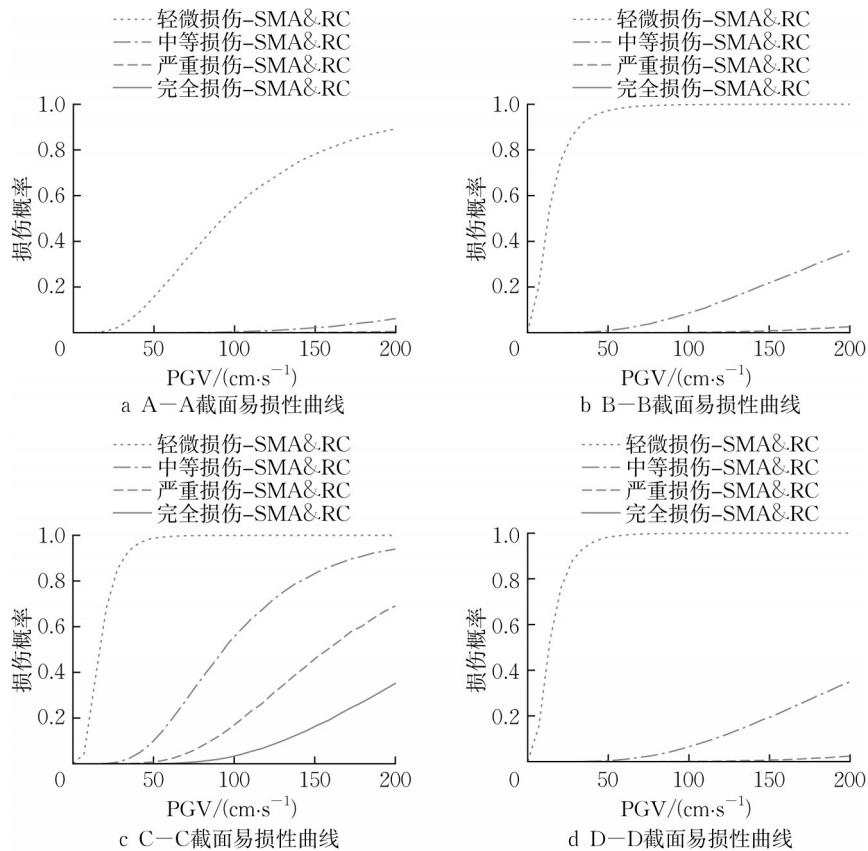 轻微损伤-SMA&RC
中等损伤-SMA&RC
严重损伤-SMA&RC
完全损伤-SMA&RC
1.0
0.8
0.6
0.4
0.2
0
50
100
150
200
损伤概率
PGV/(cm·s⁻¹)
a A-A截面易损性曲线
轻微损伤-SMA&RC
中等损伤-SMA&RC
严重损伤-SMA&RC
完全损伤-SMA&RC
1.0
0.8
0.6
0.4
0.2
0
50
100
150
200
损伤概率
PGV/(cm·s⁻¹)
b B-B截面易损性曲线
轻微损伤-SMA&RC
中等损伤-SMA&RC
严重损伤-SMA&RC
完全损伤-SMA&RC
1.0
0.8
0.6
0.4
0.2
0
50
100
150
200
损伤概率
PGV/(cm·s⁻¹)
c C-C截面易损性曲线
轻微损伤-SMA&RC
中等损伤-SMA&RC
严重损伤-SMA&RC
完全损伤-SMA&RC
1.0
0.8
0.6
0.4
0.2
0
50
100
150
200
损伤概率
PGV/(cm·s⁻¹)
d D-D截面易损性曲线